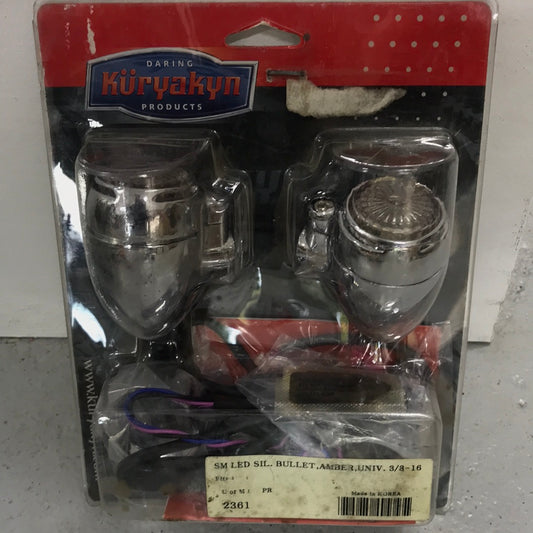 DARING
Küryakyn
PRODUCTS
SM LED SIL. BULLET,AMBER,UNIV. 3/8-16
U of M PR
Made in KOREA
2361